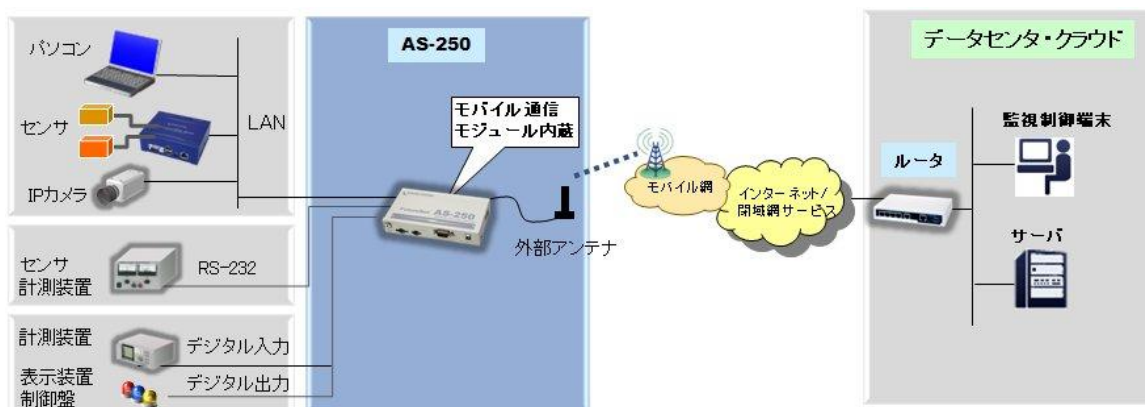 パソコン
センサ
IPカメラ
LAN
センサ
計測装置
RS-232
計測装置
デジタル入力
表示装置
制御盤
デジタル出力
AS-250
モバイル通信
モジュール内蔵
AS-250
外部アンテナ
モバイル網
インターネット/
閉域網サービス
データセンタ・クラウド
ルータ
監視制御端末
サーバ